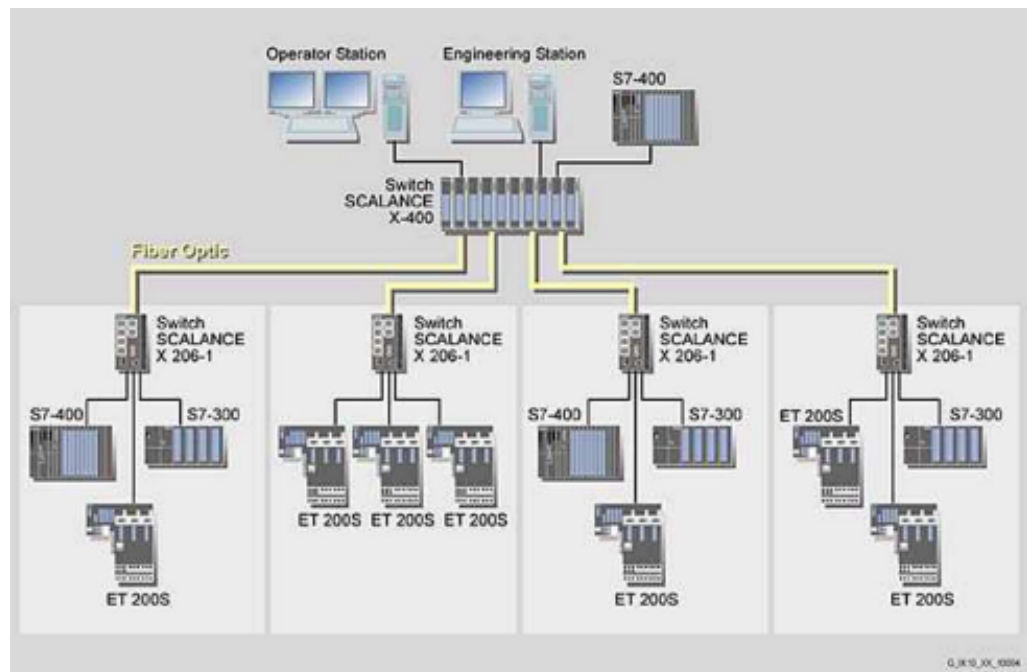 Operator Station
Engineering Station
S7-400
Switch
SCALANCE
X-400
Fiber Optic
Switch
SCALANCE
X 206-1
S7-400
S7-300
ET 200S
Switch
SCALANCE
X 206-1
ET 200S
ET 200S
ET 200S
Switch
SCALANCE
X 206-1
S7-400
S7-300
ET 200S
Switch
SCALANCE
X 206-1
ET 200S
S7-300
ET 200S